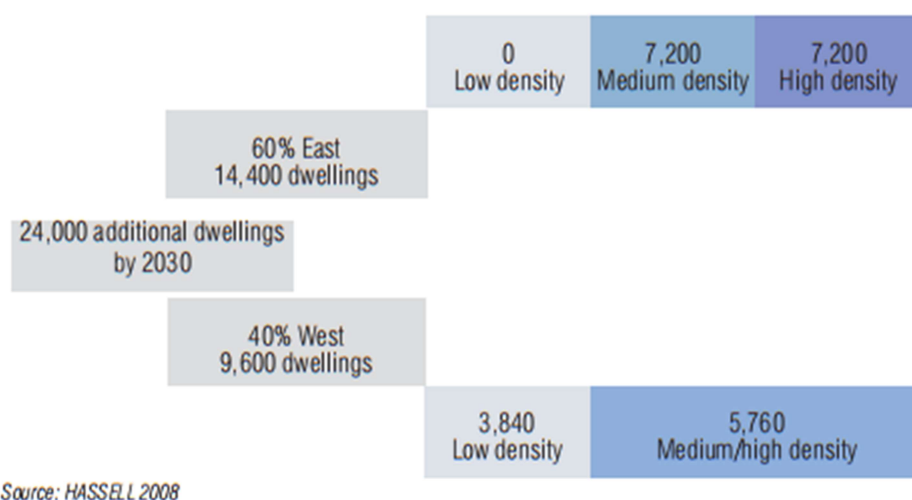 0
Low density
7,200
Medium density
7,200
High density
60% East
14,400 dwellings
24,000 additional dwellings
by 2030
40% West
9,600 dwellings
3,840
Low density
5,760
Medium/high density
Source: HASSELL 2008